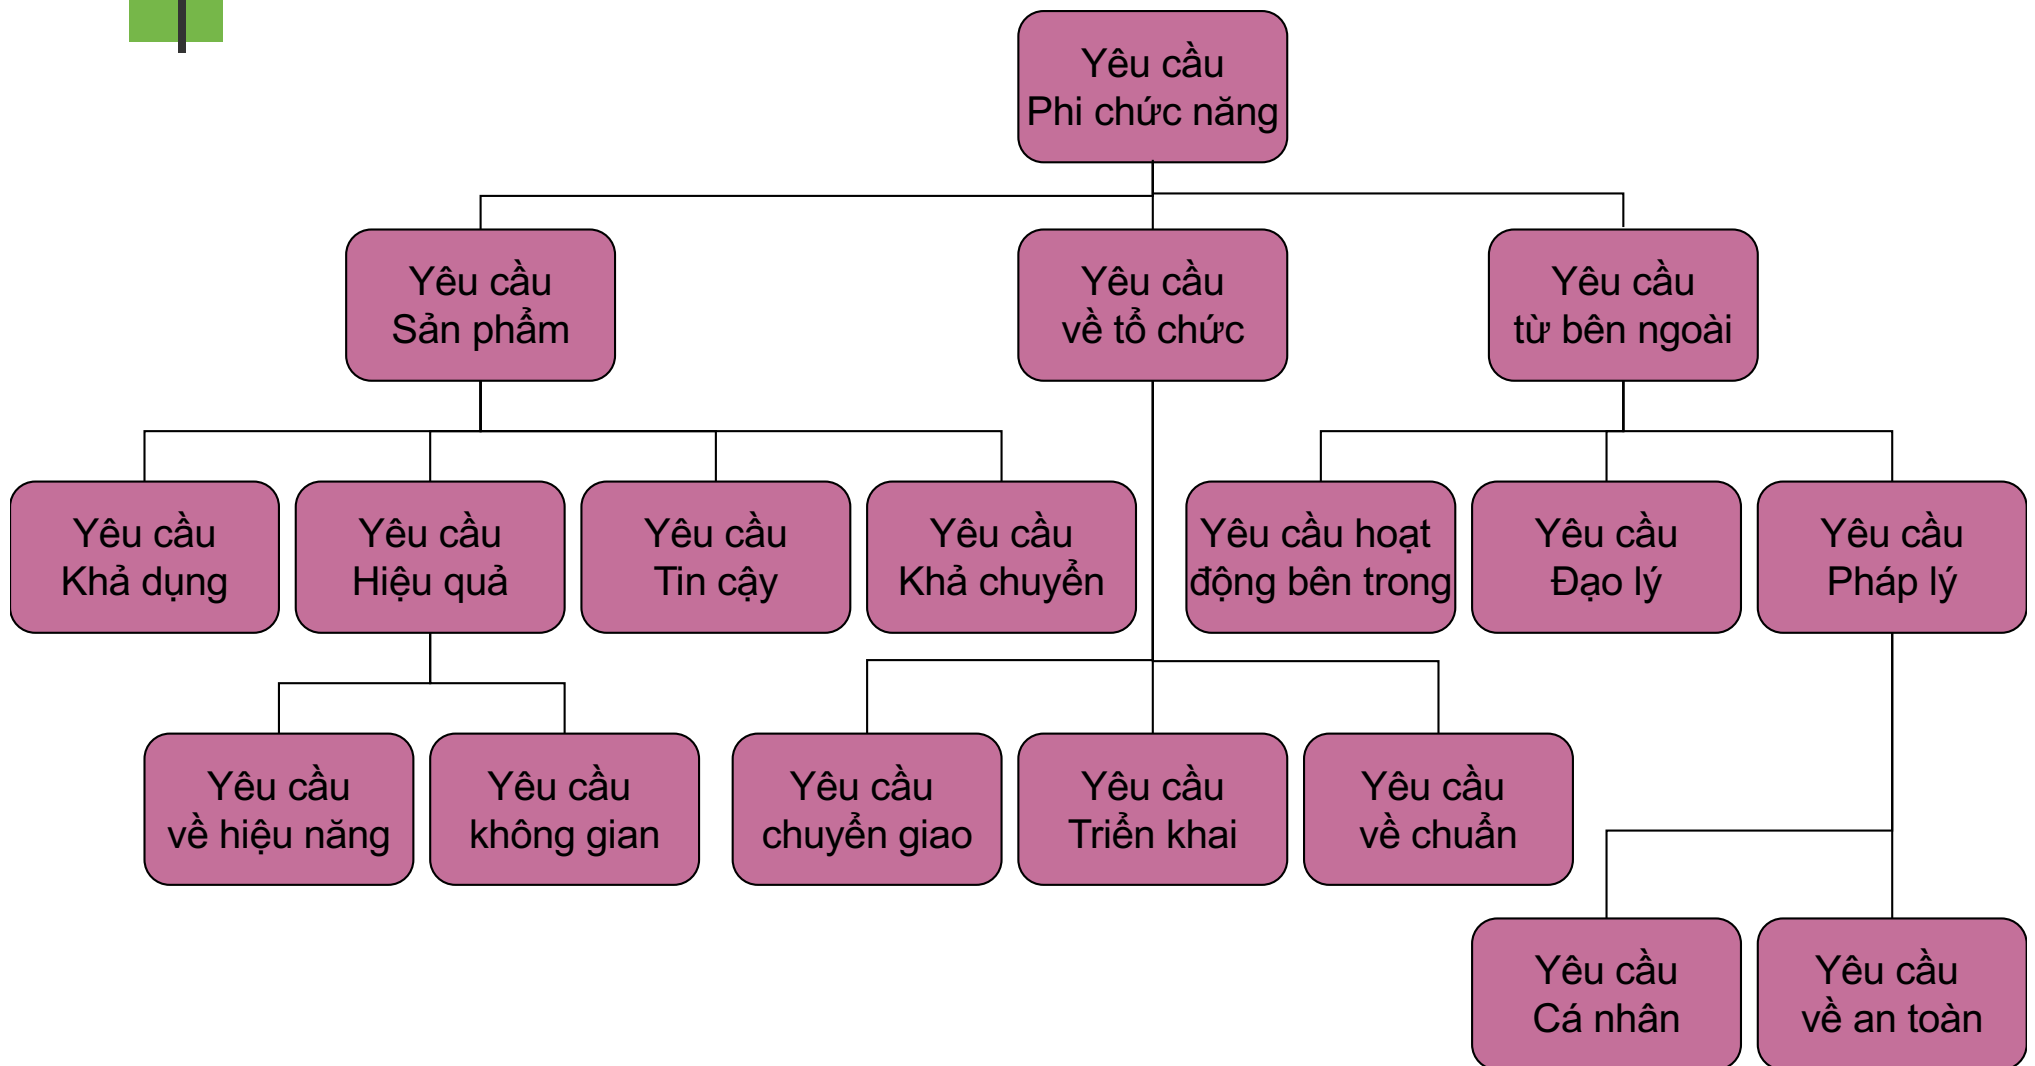 Yêu cầu
Phi chức năng
Yêu cầu
Sản phẩm
Yêu cầu
về tổ chức
Yêu cầu
từ bên ngoài
Yêu cầu
Khả dụng
Yêu cầu
Hiệu quả
Yêu cầu
Tin cậy
Yêu cầu
Khả chuyển
Yêu cầu hoạt
động bên trong
Yêu cầu
Đạo lý
Yêu cầu
Pháp lý
Yêu cầu
về hiệu năng
Yêu cầu
không gian
Yêu cầu
chuyển giao
Yêu cầu
Triển khai
Yêu cầu
về chuẩn
Yêu cầu
Cá nhân
Yêu cầu
về an toàn